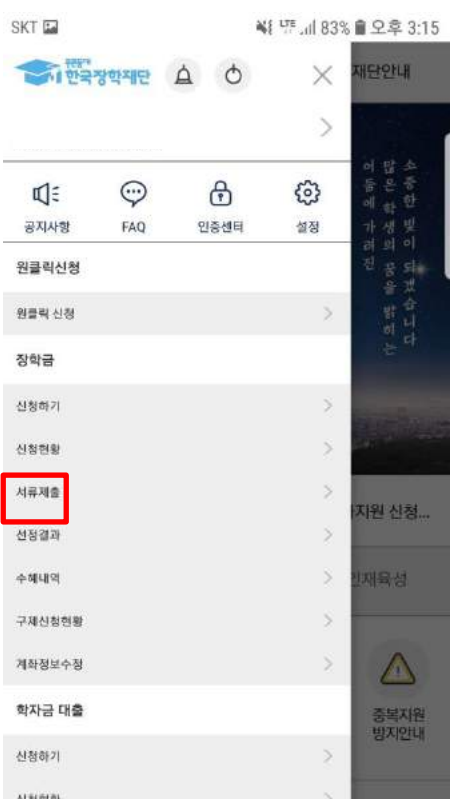 SKT LTE 83% 오후 3:15
한국장학재단
재단안내
공지사항 FAQ 인증센터 설정
원클릭신청
원클릭 신청
장학금
신청하기
신청현황
서류제출
선정결과
수혜내역
구제신청현황
계좌정보수정
학자금 대출
신청하기
신청현황
소중한 빛이 되겠습니다
많은 학생의 꿈을 밝히는
어둠에 가려진
지원 신청...
인재육성
중복지원
방지안내